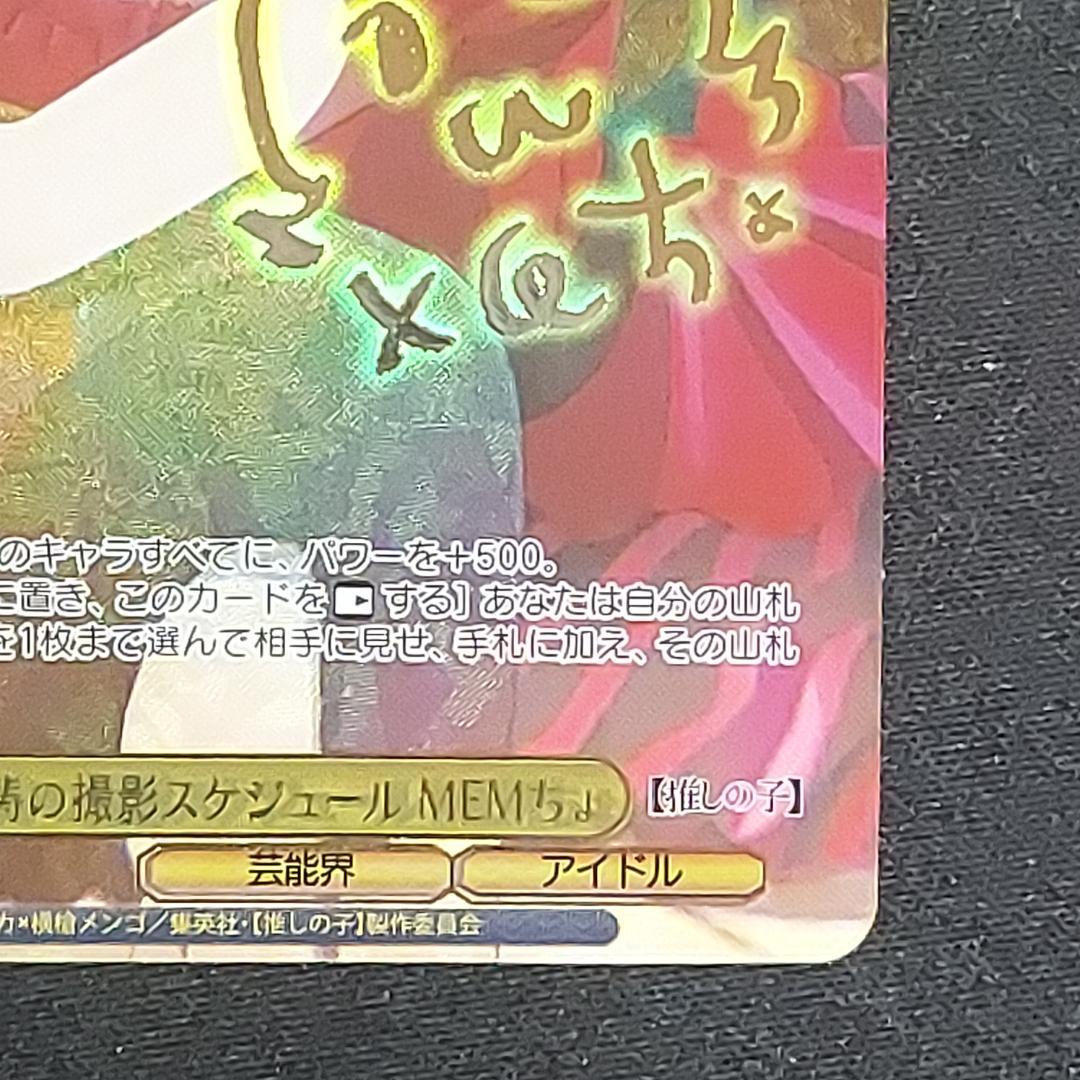 のキャラすべてに、パワーを+500。
に置き、このカードを する］ あなたは自分の山札
を1枚まで選んで相手に見せ、手札に加え、その山札
の撮影スケジュール MEMちょ
【推しの子】
芸能界 アイドル
カ×横槍メンゴ／集英社・【推しの子】製作委員会